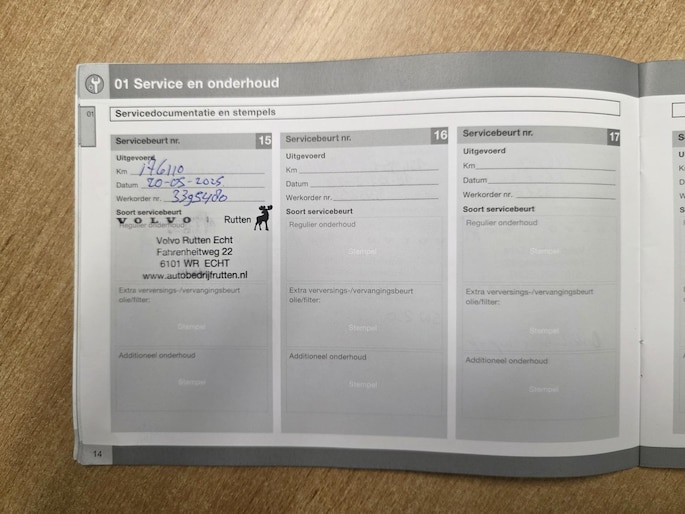 01 Service en onderhoud
01
Servicedocumentatie en stempels
Servicebeurt nr. 15
Uitgevoerd
Km 176110
Datum 20-05-2025
Werkorder nr. 3395480
Soort servicebeurt
VOLVO Rutten
Regulier onderhoud
Volvo Rutten Echt
Fahrenheitweg 22
6101 WR ECHT
www.autobedrijfrutten.nl
Extra verversings-/vervangingsbeurt
olie/filter:
Stempel
Additioneel onderhoud
Stempel
Servicebeurt nr. 16
Uitgevoerd
Km
Datum
Werkorder nr.
Soort servicebeurt
Regulier onderhoud
Stempel
Extra verversings-/vervangingsbeurt
olie/filter:
Stempel
Additioneel onderhoud
Stempel
Servicebeurt nr. 17
Uitgevoerd
Km
Datum
Werkorder nr.
Soort servicebeurt
Regulier onderhoud
Stempel
Extra verversings-/vervangingsbeurt
olie/filter:
Stempel
Additioneel onderhoud
Stempel
14